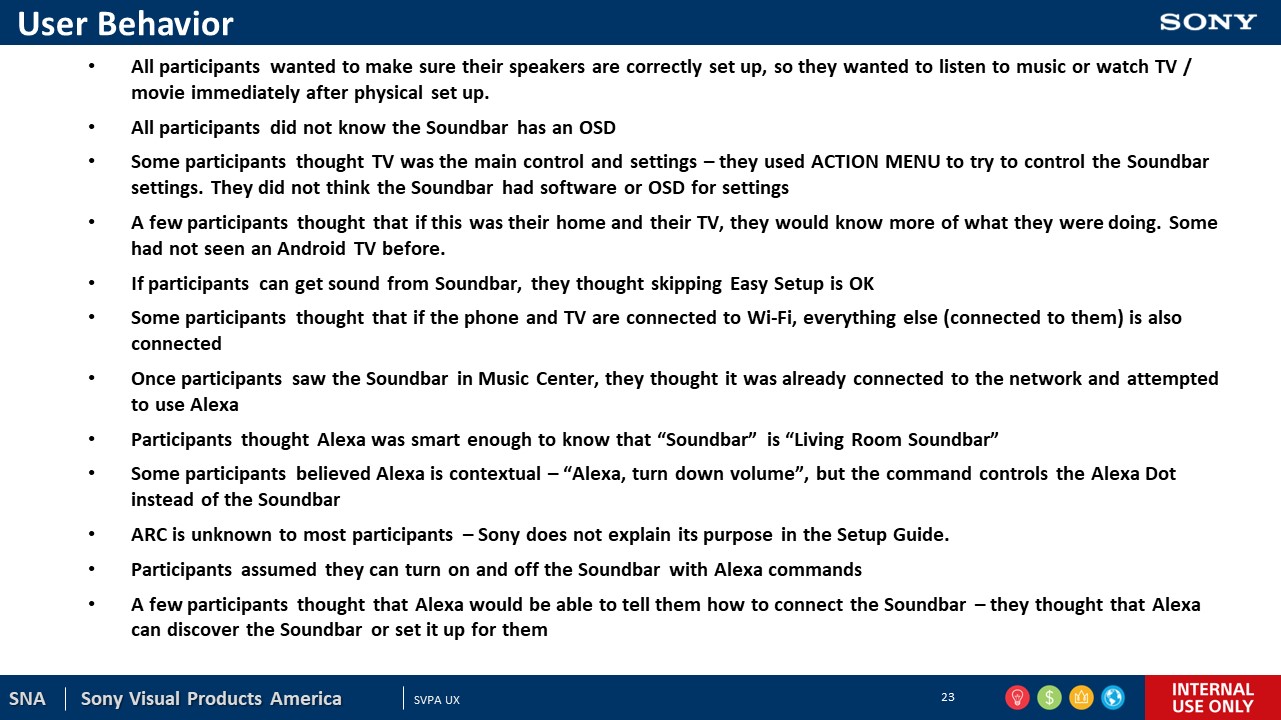 User Behavior
SONY
• All participants wanted to make sure their speakers are correctly set up, so they wanted to listen to music or watch TV /
movie immediately after physical set up.
• All participants did not know the Soundbar has an OSD
• Some participants thought TV was the main control and settings – they used ACTION MENU to try to control the Soundbar
settings. They did not think the Soundbar had software or OSD for settings
• A few participants thought that if this was their home and their TV, they would know more of what they were doing. Some
had not seen an Android TV before.
• If participants can get sound from Soundbar, they thought skipping Easy Setup is OK
• Some participants thought that if the phone and TV are connected to Wi-Fi, everything else (connected to them) is also
connected
• Once participants saw the Soundbar in Music Center, they thought it was already connected to the network and attempted
to use Alexa
• Participants thought Alexa was smart enough to know that “Soundbar” is “Living Room Soundbar”
• Some participants believed Alexa is contextual – “Alexa, turn down volume”, but the command controls the Alexa Dot
instead of the Soundbar
• ARC is unknown to most participants – Sony does not explain its purpose in the Setup Guide.
• Participants assumed they can turn on and off the Soundbar with Alexa commands
• A few participants thought that Alexa would be able to tell them how to connect the Soundbar – they thought that Alexa
can discover the Soundbar or set it up for them
SNA
Sony Visual Products America
SVPA UX
23
$
INTERNAL
USE ONLY